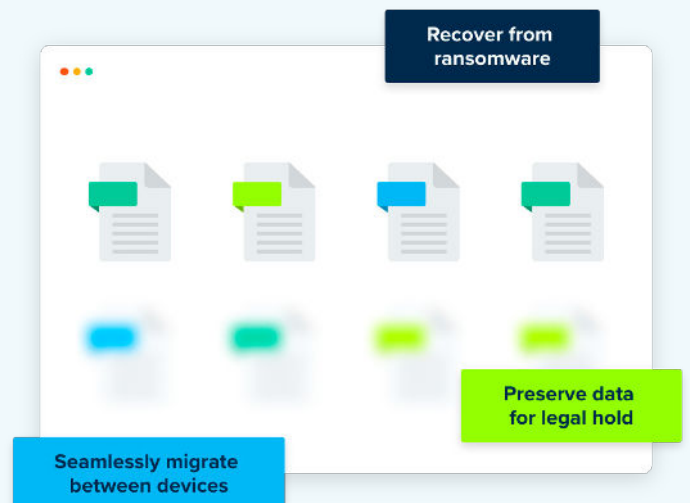 Recover from
ransomware
Preserve data
for legal hold
Seamlessly migrate
between devices